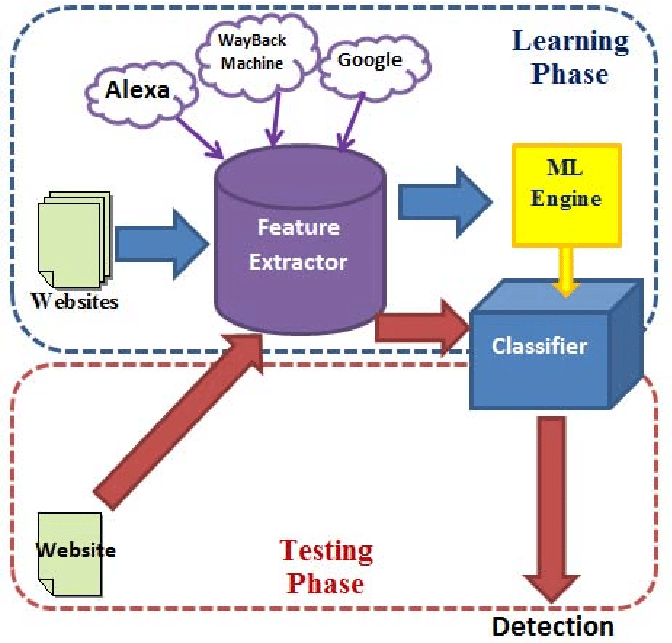 WayBack
Machine
Google
Alexa
Learning
Phase
ML
Engine
Feature
Extractor
Websites
Classifier
Website
Testing
Phase
Detection